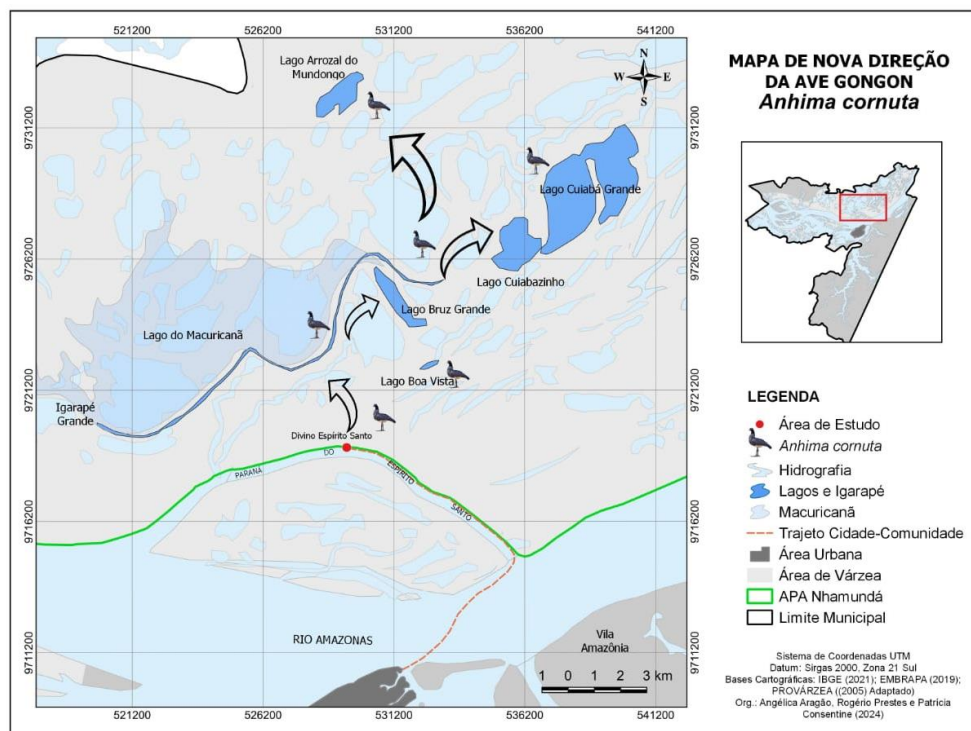 521200
526200
531200
536200
541200
9731200
9726200
9721200
9716200
9711200
9731200
9726200
9721200
9716200
9711200
Lago Arrozal do
Mundongo
N
W
E
S
Lago Cuiabá Grande
Lago Cuiabazinho
Lago Bruz Grande
Lago do Macuricanã
Lago Boa Vista
Igarapé
Grande
Divino Espírito Santo
PARANÁ
DO
ESPÍRITO
SANTO
RIO AMAZONAS
Vila
Amazônia
1 0 1 2 3 km
521200
526200
531200
536200
541200
MAPA DE NOVA DIREÇÃO
DA AVE GONGON
Anhima cornuta
LEGENDA
Área de Estudo
Anhima cornuta
Hidrografia
Lagos e Igarapé
Macuricanã
Trajeto Cidade-Comunidade
Área Urbana
Área de Várzea
APA Nhamundá
Limite Municipal
Sistema de Coordenadas UTM
Datum: Sirgas 2000, Zona 21 Sul
Bases Cartográficas: IBGE (2021); EMBRAPA (2019);
PROVÁRZEA ((2005) Adaptado)
Org.: Angélica Aragão, Rogério Prestes e Patricia
Consentine (2024)